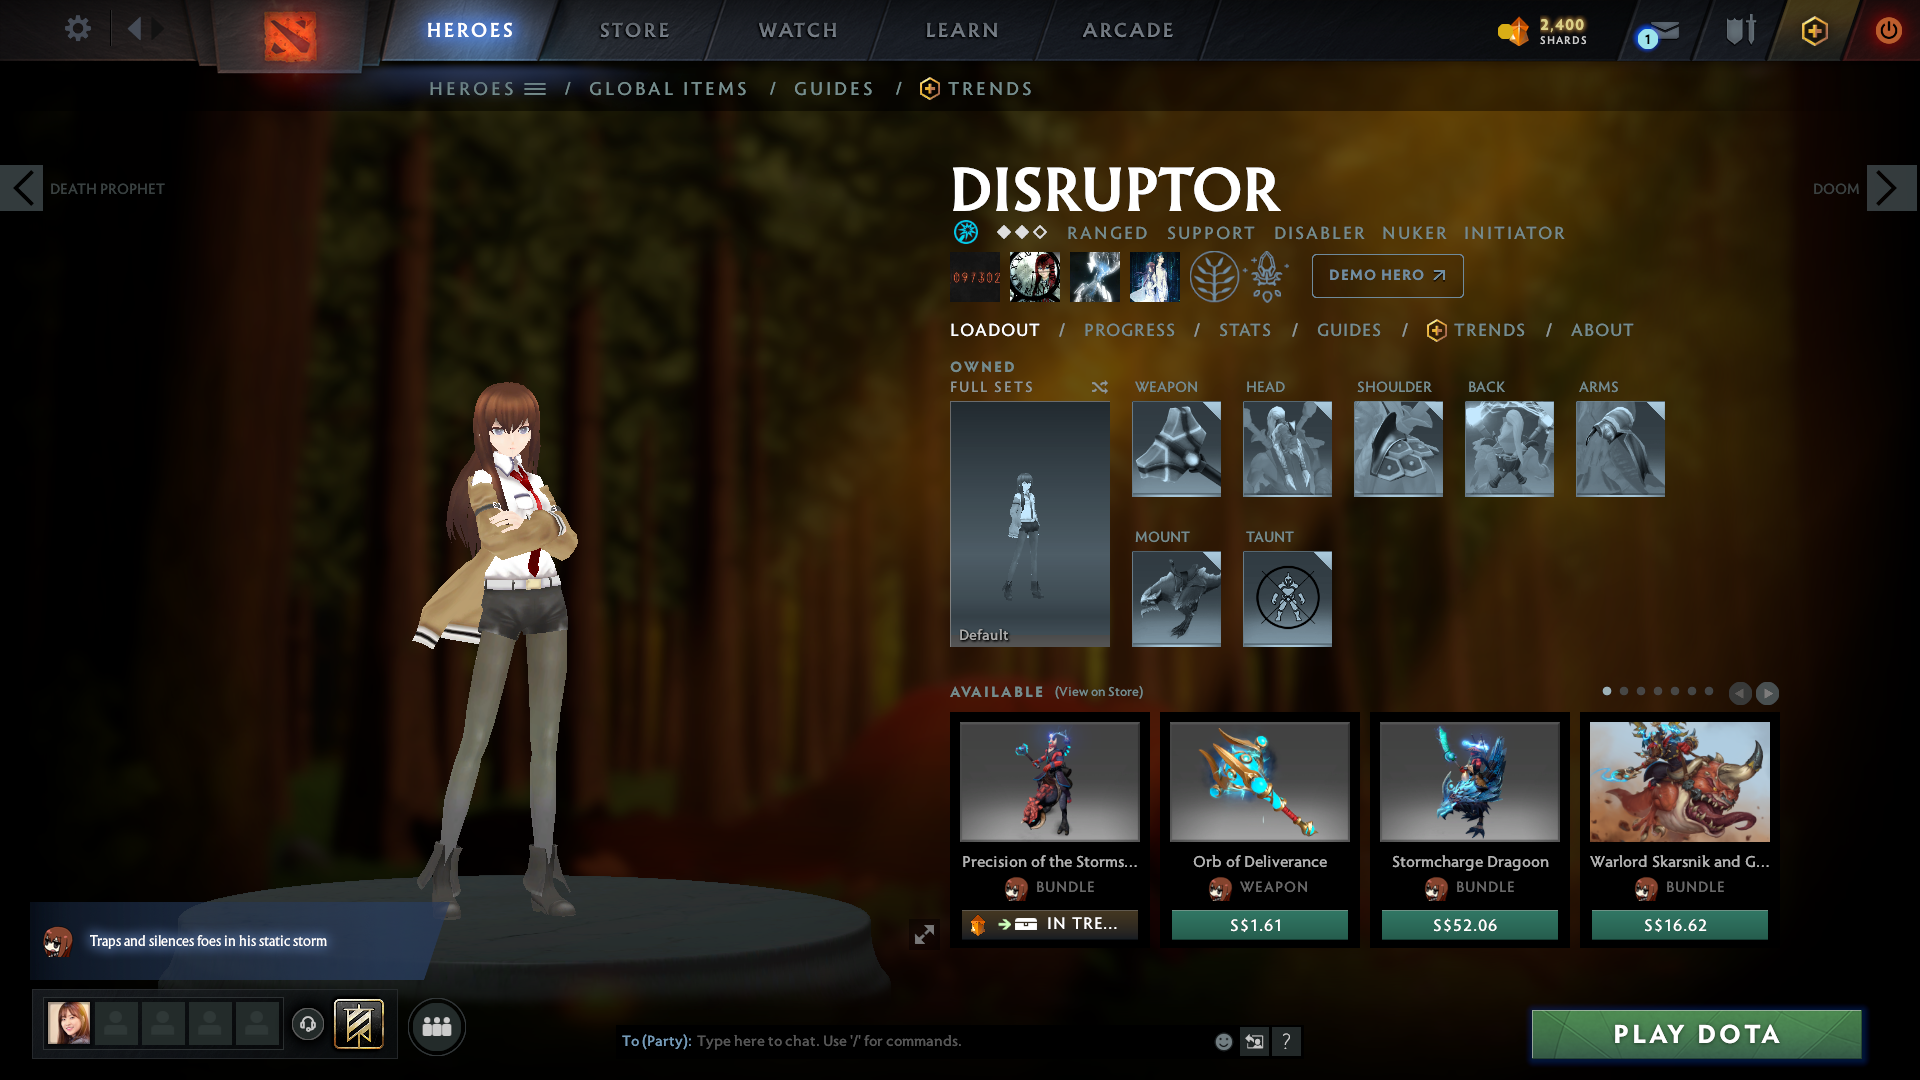 HEROES
STORE
WATCH
LEARN
ARCADE
2,400
SHARDS
1
HEROES / GLOBAL ITEMS / GUIDES / TRENDS
DEATH PROPHET
DOOM
DISRUPTOR
RANGED SUPPORT DISABLER NUKER INITIATOR
097302
DEMO HERO
LOADOUT / PROGRESS / STATS / GUIDES / TRENDS / ABOUT
OWNED
FULL SETS
WEAPON
HEAD
SHOULDER
BACK
ARMS
Default
MOUNT
TAUNT
AVAILABLE (View on Store)
Precision of the Storms...
BUNDLE
IN TRE...
Orb of Deliverance
WEAPON
S$1.61
Stormcharge Dragoon
BUNDLE
S$52.06
Warlord Skarsnik and G...
BUNDLE
S$16.62
Traps and silences foes in his static storm
To (Party): Type here to chat. Use '/' for commands.
?
PLAY DOTA